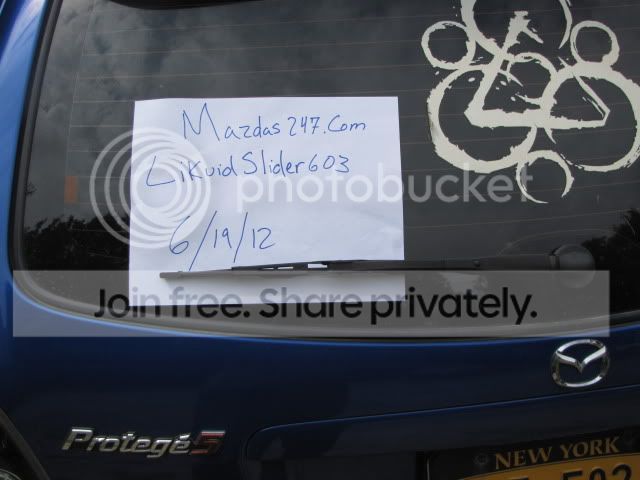 Mazdas247.com
LikuidSlider603
6/19/12
photobucket
Join free. Share privately.
Protegé5
NEW YORK